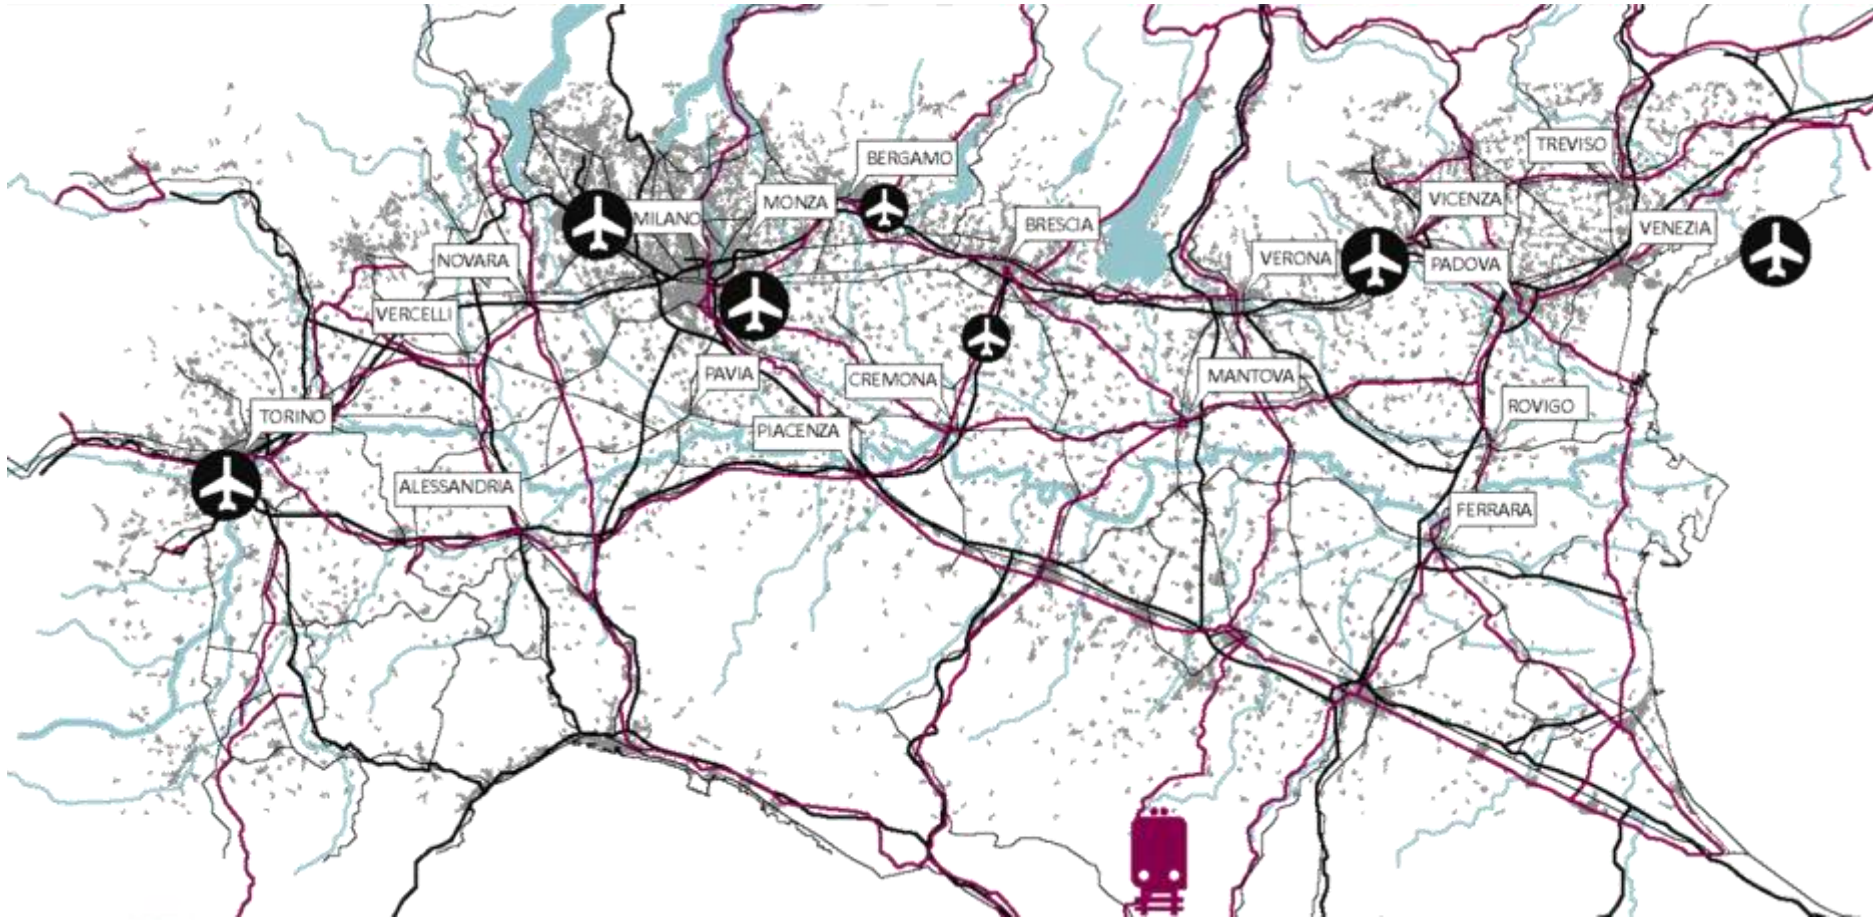 TREVISO
BERGAMO
VICENZA
MONZA
MILANO
BRESCIA
VENEZIA
NOVARA
VERONA
PADOVA
VERCELLI
PAVIA
CREMONA
MANTOVA
ROVIGO
TORINO
PIACENZA
ALESSANDRIA
FERRARA